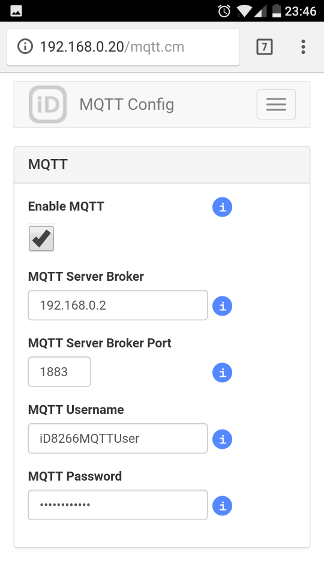 23:46
192.168.0.20/mqtt.cm
7
iD MQTT Config
MQTT
Enable MQTT
i
MQTT Server Broker
192.168.0.2
i
MQTT Server Broker Port
1883
i
MQTT Username
iD8266MQTTUser
i
MQTT Password
••••••••••••
i